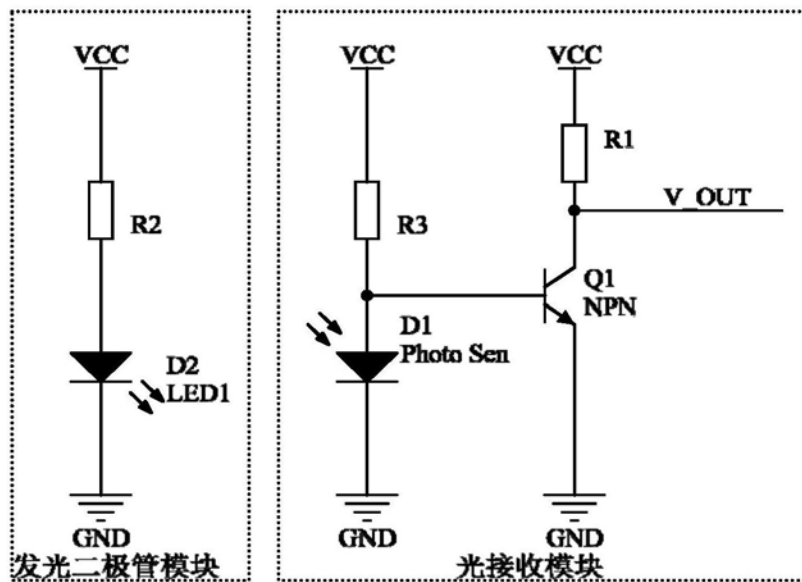 VCC
R2
D2
LED1
GND
发光二极管模块
VCC
VCC
R1
V_OUT
R3
Q1
NPN
D1
Photo Sen
GND
GND
光接收模块